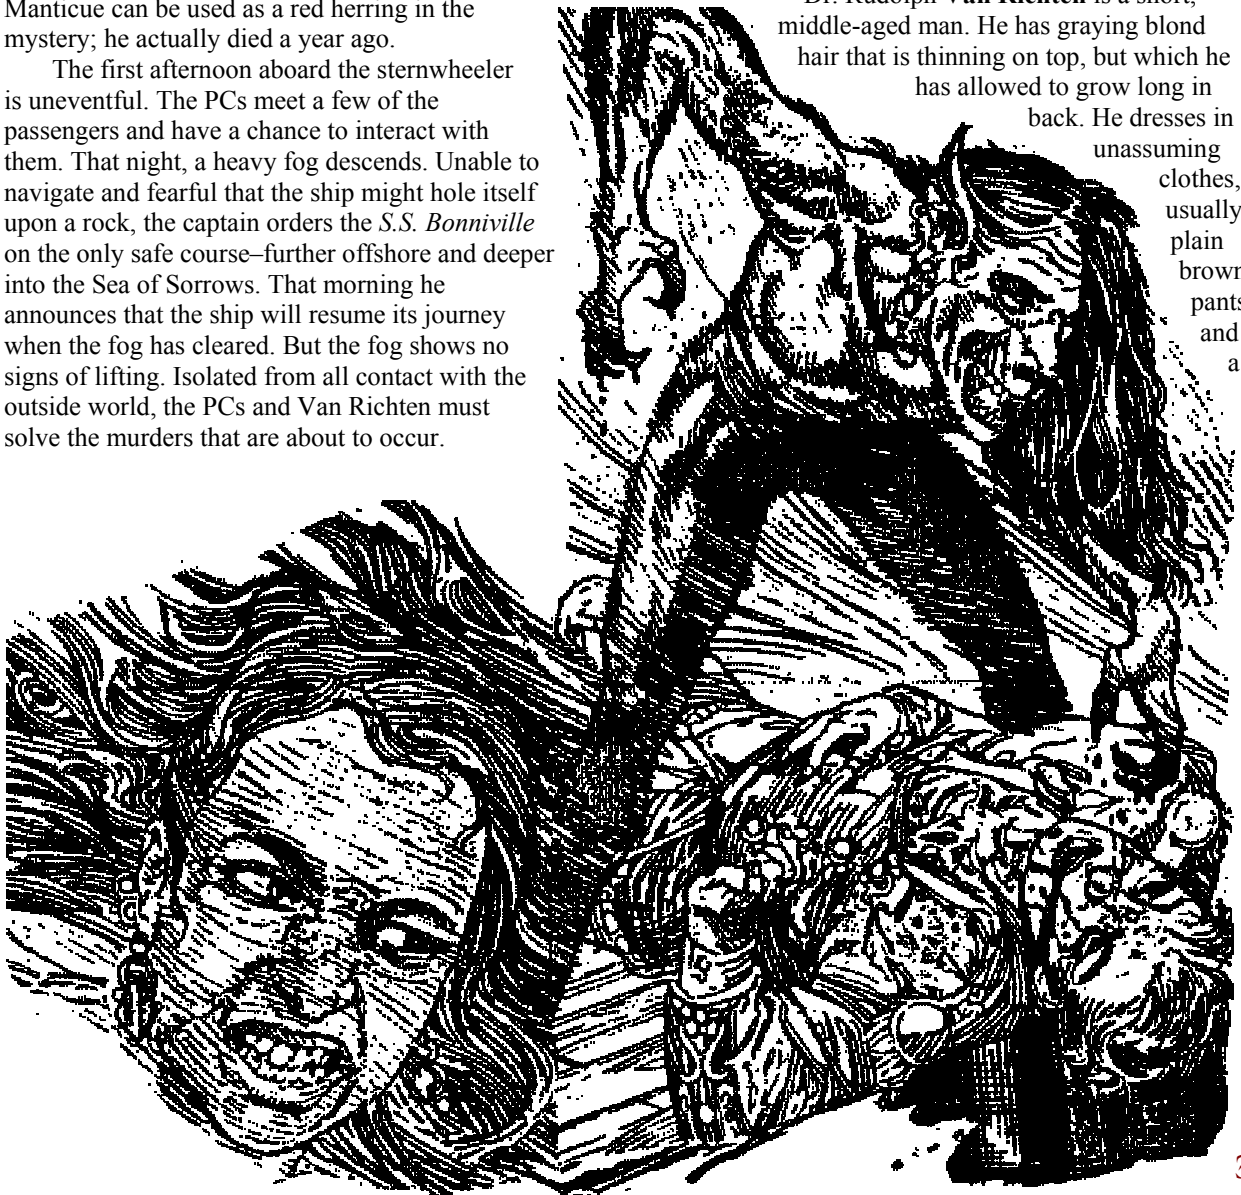 Manticue can be used as a red herring in the
mystery; he actually died a year ago.
The first afternoon aboard the sternwheeler
is uneventful. The PCs meet a few of the
passengers and have a chance to interact with
them. That night, a heavy fog descends. Unable to
navigate and fearful that the ship might hole itself
upon a rock, the captain orders the S.S. Bonniville
on the only safe course–further offshore and deeper
into the Sea of Sorrows. That morning he
announces that the ship will resume its journey
when the fog has cleared. But the fog shows no
signs of lifting. Isolated from all contact with the
outside world, the PCs and Van Richten must
solve the murders that are about to occur.
Dr. Rudolph Van Richten is a short,
middle-aged man. He has graying blond
hair that is thinning on top, but which he
has allowed to grow long in
back. He dresses in
unassuming
clothes,
usually
plain
brown
pants
and
a
3